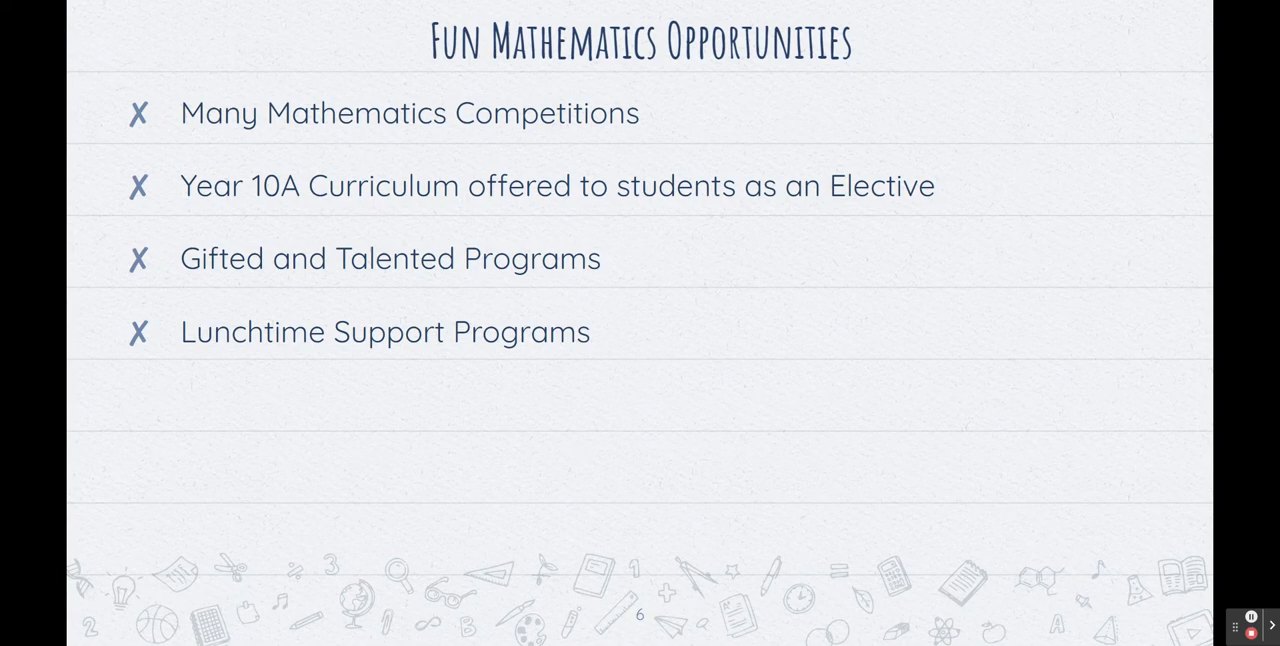 Fun Mathematics Opportunities
✗ Many Mathematics Competitions
✗ Year 10A Curriculum offered to students as an Elective
✗ Gifted and Talented Programs
✗ Lunchtime Support Programs
6